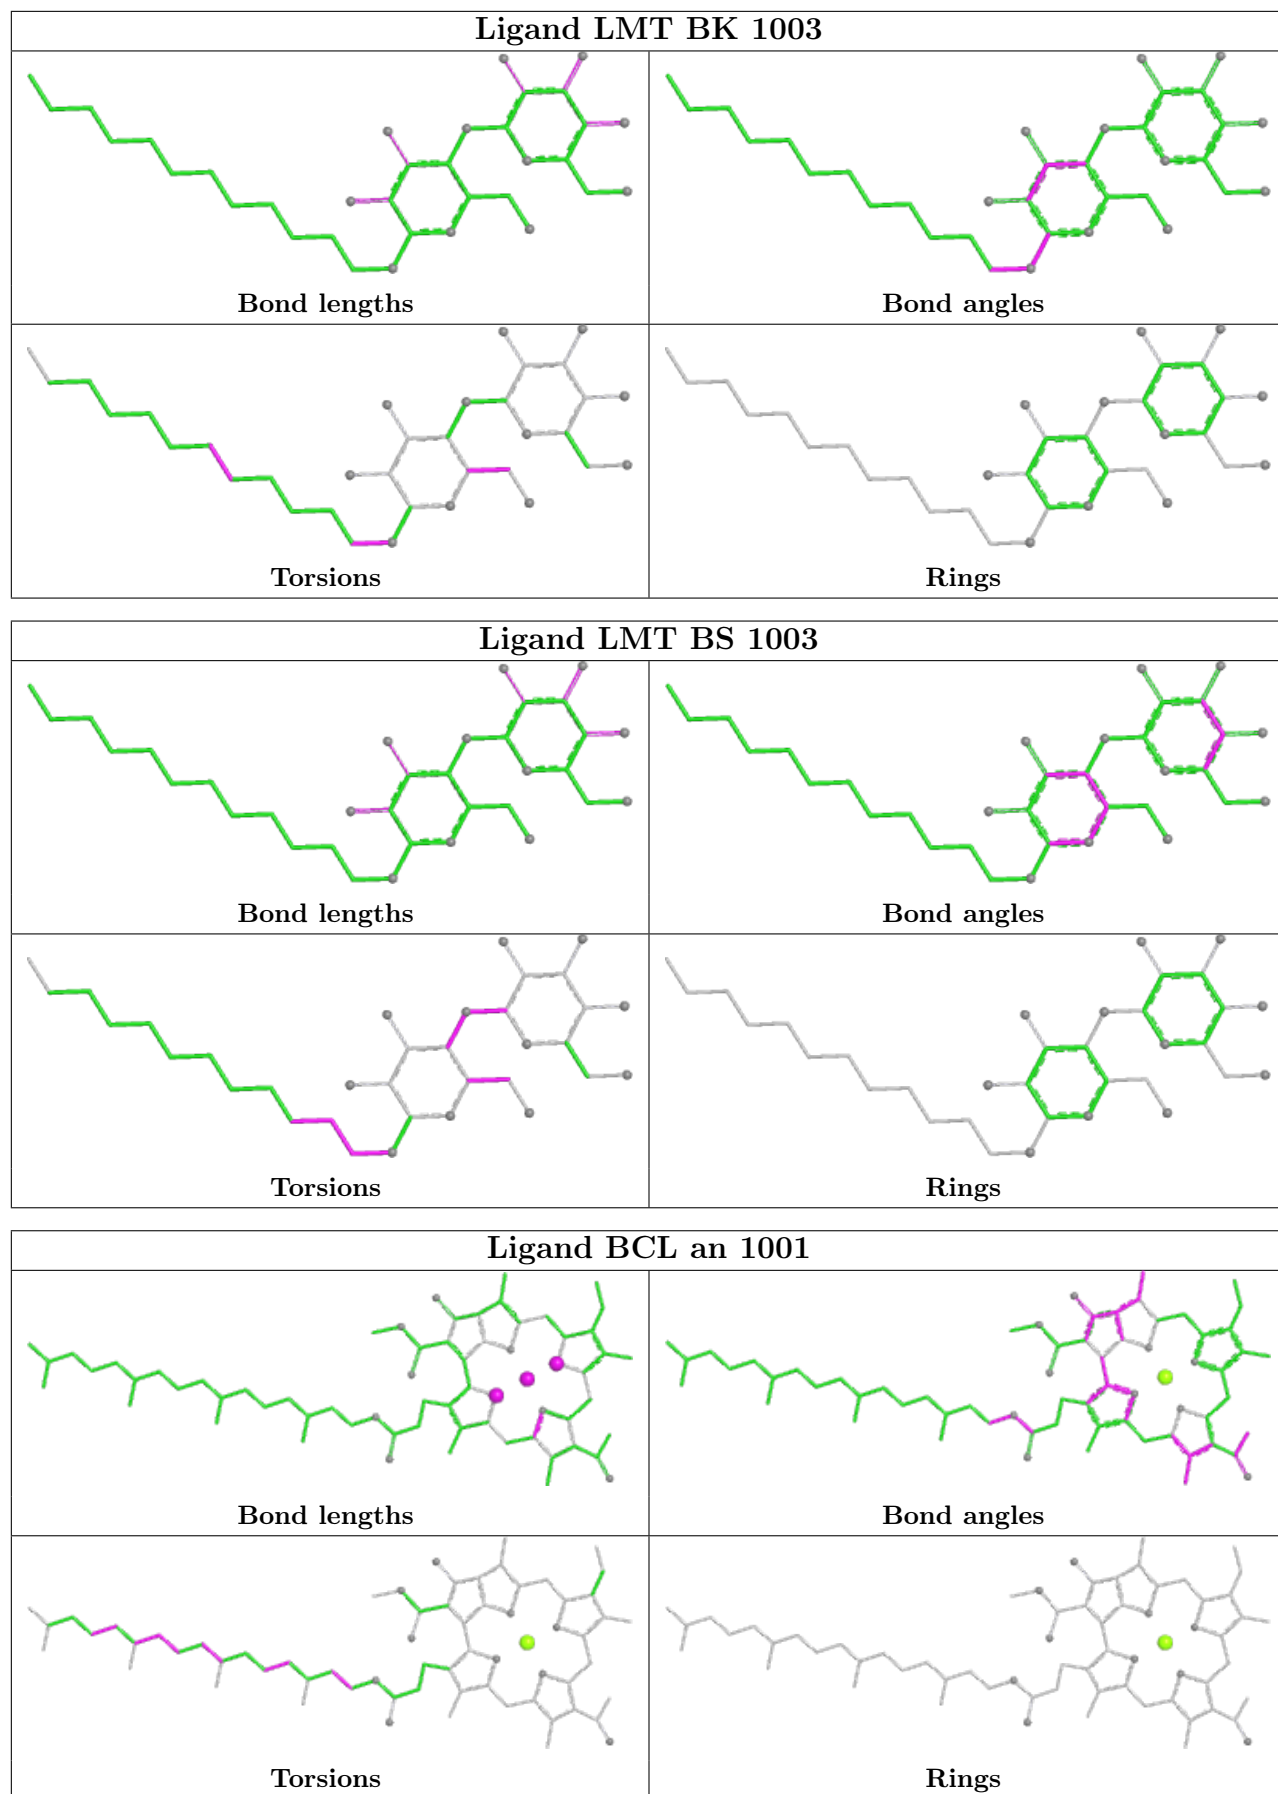 Ligand LMT BK 1003
Bond lengths
Bond angles
Torsions
Rings
Ligand LMT BS 1003
Bond lengths
Bond angles
Torsions
Rings
Ligand BCL an 1001
Bond lengths
Bond angles
Torsions
Rings